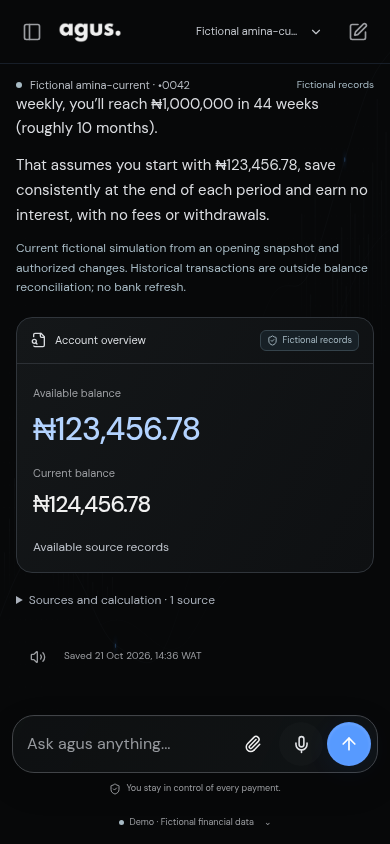 agus.
Fictional amina-cu...
Fictional amina-current · •0042
Fictional records
weekly, you’ll reach ₦1,000,000 in 44 weeks
(roughly 10 months).
That assumes you start with ₦123,456.78, save
consistently at the end of each period and earn no
interest, with no fees or withdrawals.
Current fictional simulation from an opening snapshot and
authorized changes. Historical transactions are outside balance
reconciliation; no bank refresh.
Account overview
Fictional records
Available balance
₦123,456.78
Current balance
₦124,456.78
Available source records
Sources and calculation · 1 source
Saved 21 Oct 2026, 14:36 WAT
Ask agus anything...
You stay in control of every payment.
Demo · Fictional financial data